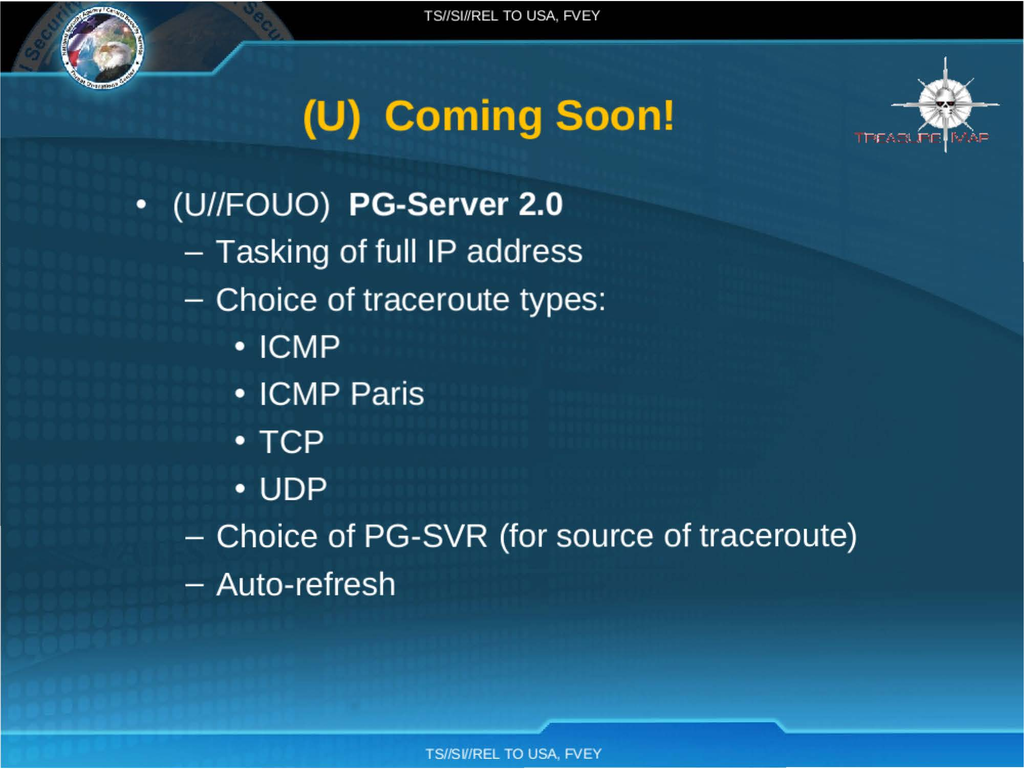 TS//SI//REL TO USA, FVEY
(U) Coming Soon!
TREASURE MAP
• (U//FOUO) PG-Server 2.0
– Tasking of full IP address
– Choice of traceroute types:
• ICMP
• ICMP Paris
• TCP
• UDP
– Choice of PG-SVR (for source of traceroute)
– Auto-refresh
TS//SI//REL TO USA, FVEY